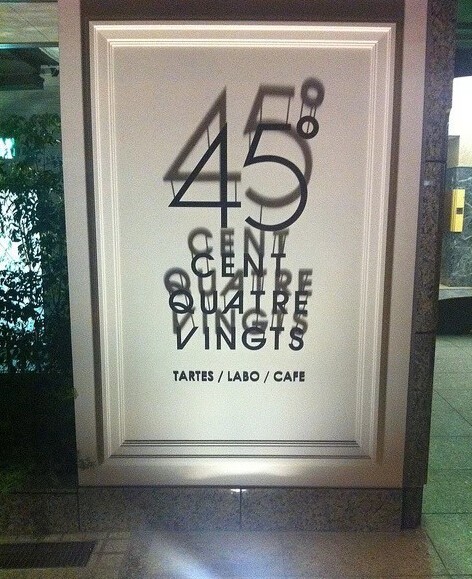 45°
CENT
QUATRE
VINGTS
TARTES / LABO / CAFE